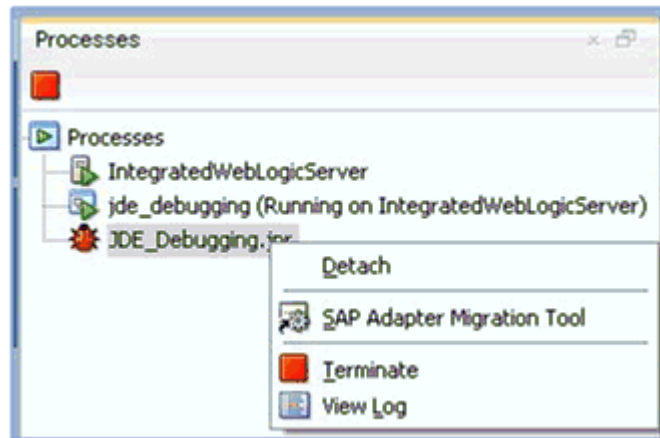 Processes
Processes
IntegratedWebLogicServer
jde_debugging (Running on IntegratedWebLogicServer)
JDE_Debugging.jpr
Detach
SAP Adapter Migration Tool
Terminate
View Log